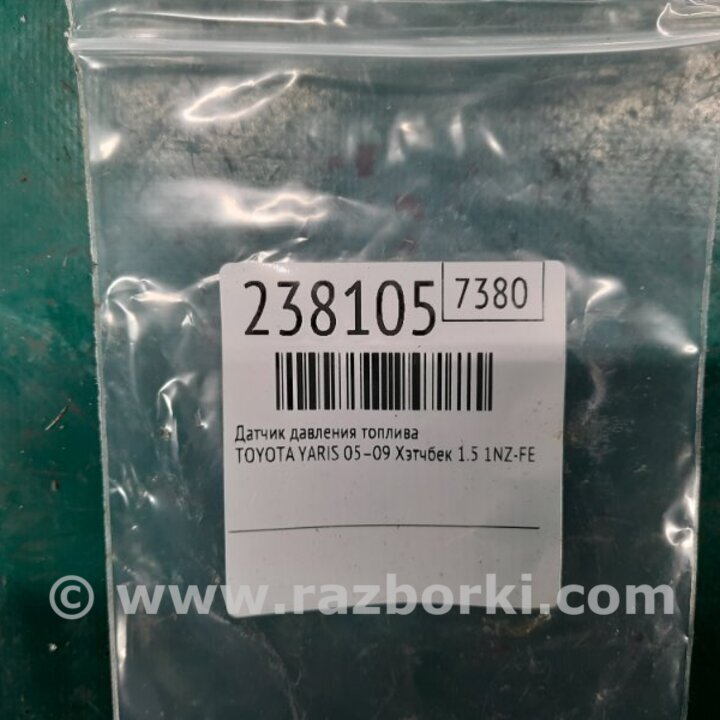 238105
7380
Датчик давления топлива
TOYOTA YARIS 05-09 Хэтчбек 1.5 1NZ-FE
© www.razborki.com